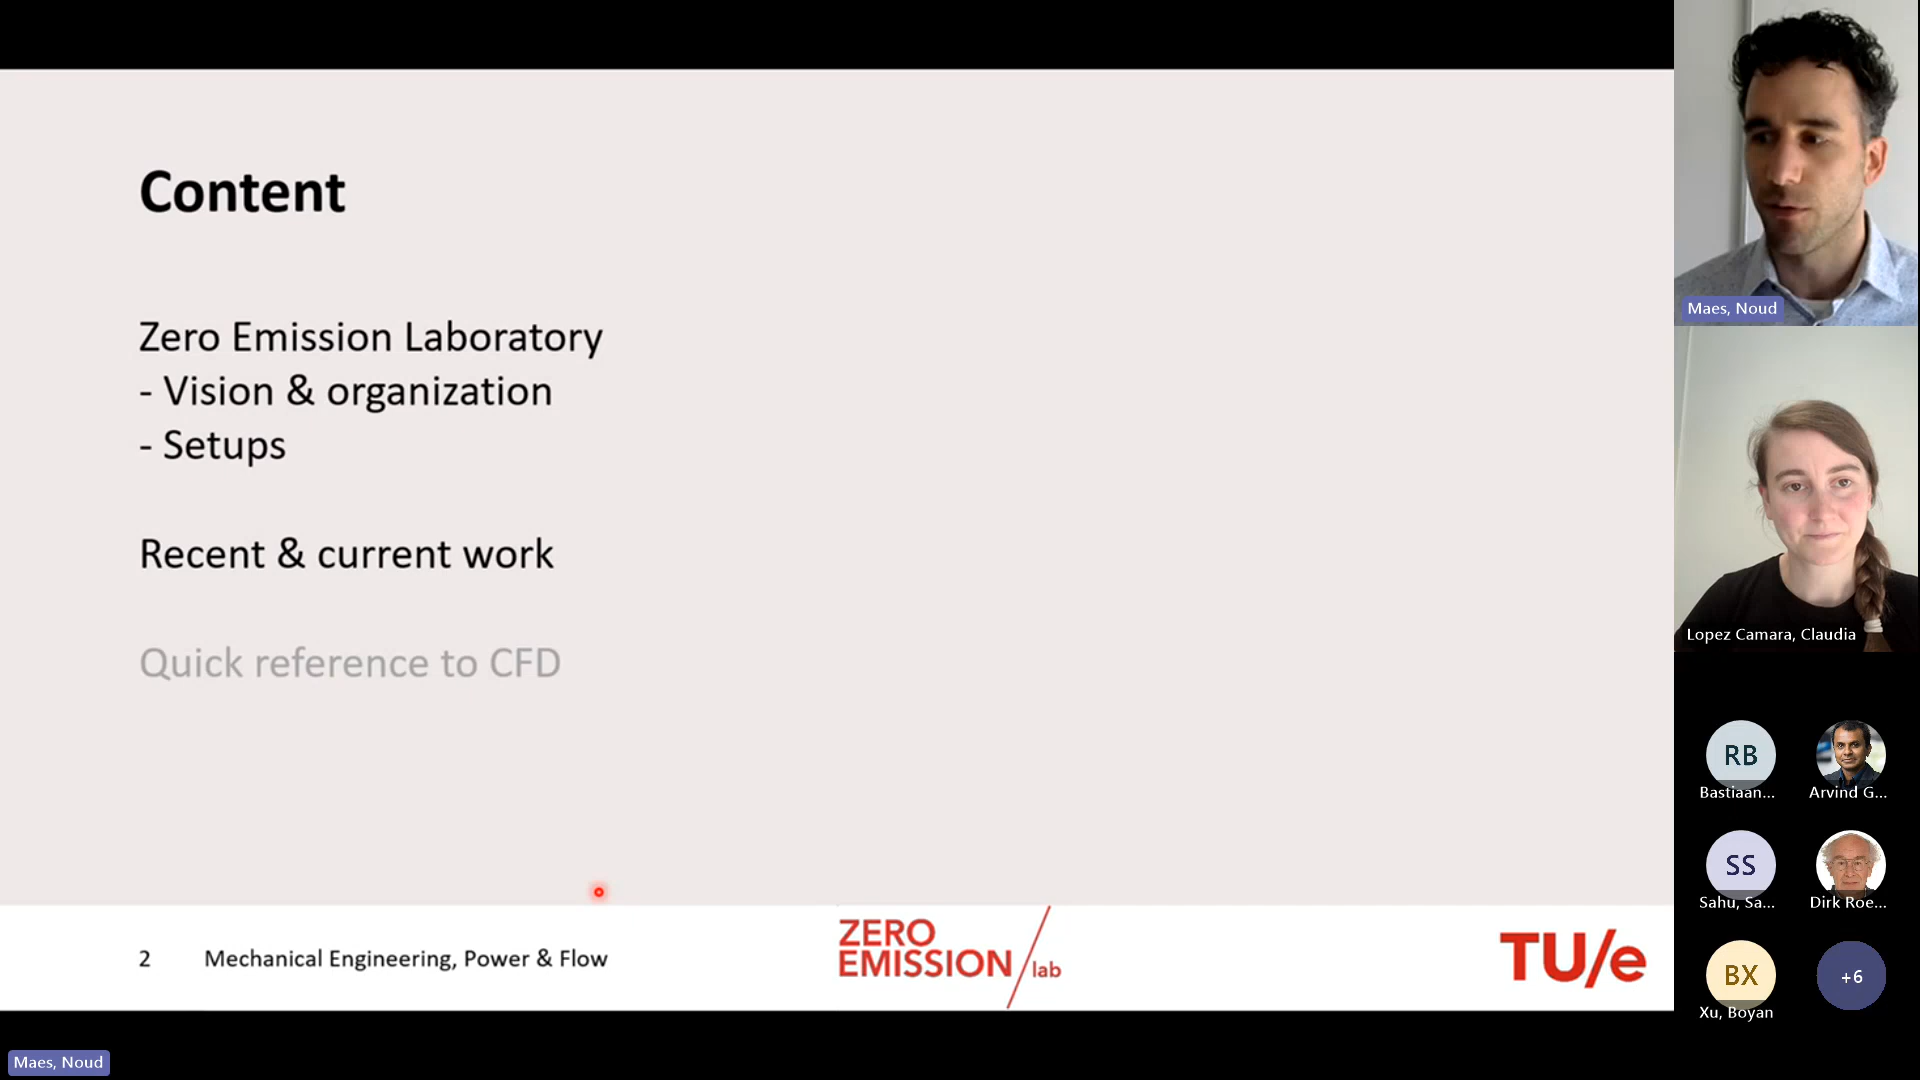 Content
Zero Emission Laboratory
- Vision & organization
- Setups
Recent & current work
Quick reference to CFD
2
Mechanical Engineering, Power & Flow
ZERO
EMISSION
lab
TU/e
Maes, Noud
Maes, Noud
Lopez Camara, Claudia
RB
Bastiaan...
Arvind G...
SS
Sahu, Sa...
Dirk Roe...
BX
Xu, Boyan
+6